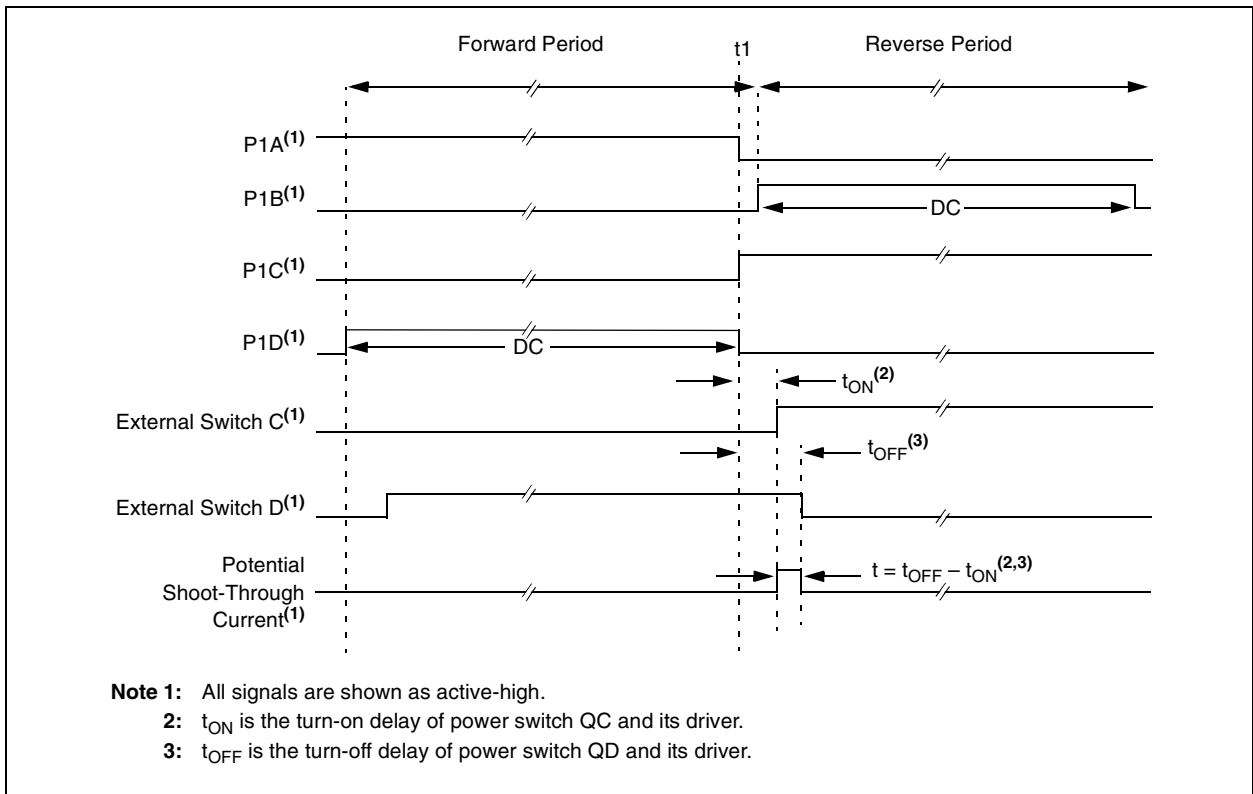 Forward Period
t1
Reverse Period
P1A(1)
P1B(1)
DC
P1C(1)
P1D(1)
DC
tON(2)
External Switch C(1)
tOFF(3)
External Switch D(1)
Potential
Shoot-Through
Current(1)
t = tOFF – tON(2,3)
Note 1: All signals are shown as active-high.
2: tON is the turn-on delay of power switch QC and its driver.
3: tOFF is the turn-off delay of power switch QD and its driver.